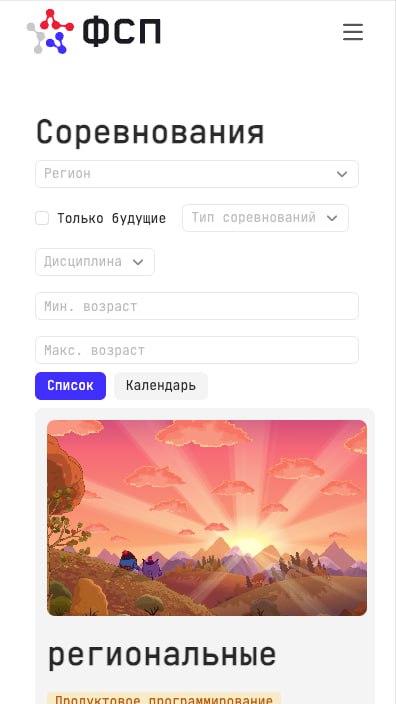 ФСП
Соревнования
Регион
Только будущие
Тип соревнований
Дисциплина
Мин. возраст
Макс. возраст
Список
Календарь
региональные
Продуктовое программирование